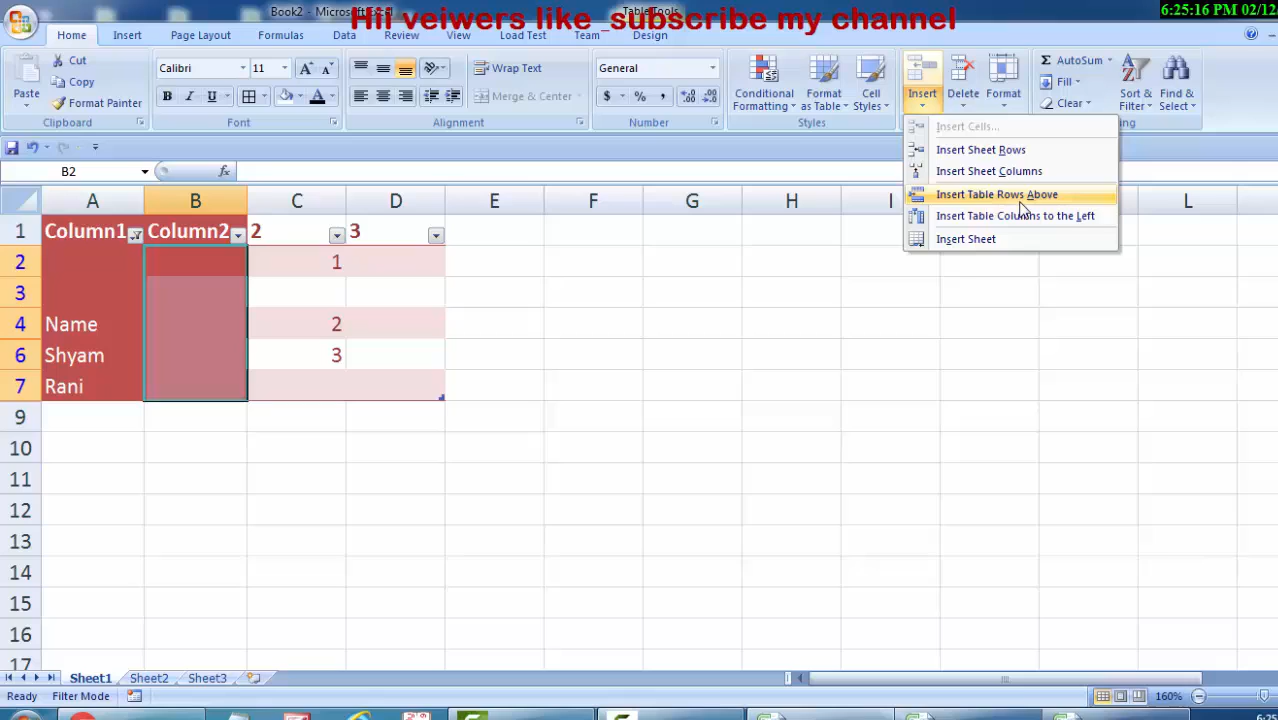 Book2 - Microsoft Excel
Hii veiwers like_subscribe my channel
6:25:16 PM 02/12
Home Insert Page Layout Formulas Data Review View Load Test Team Design
Cut
Copy
Format Painter
Paste
Clipboard
Calibri 11
B I U
Font
Wrap Text
Merge & Center
Alignment
General
$ % ,
Number
Conditional Formatting
Format as Table
Cell Styles
Styles
Insert
Delete
Format
AutoSum
Fill
Clear
Sort & Filter
Find & Select
Insert Cells...
Insert Sheet Rows
Insert Sheet Columns
Insert Table Rows Above
Insert Table Columns to the Left
Insert Sheet
B2
fx
A B C D E F G H I L
1 Column1 Column2 2 3
2 1
3
4 Name 2
6 Shyam 3
7 Rani
9
10
11
12
13
14
15
16
17
Sheet1 Sheet2 Sheet3
Ready Filter Mode 160%